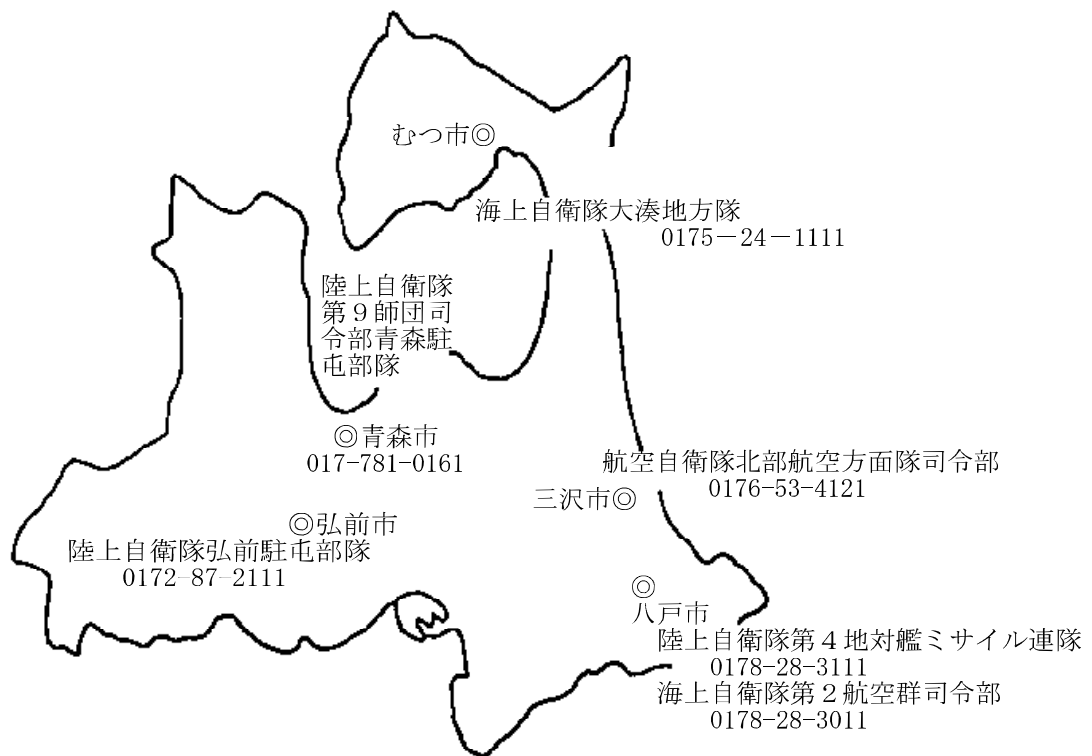 むつ市◎
海上自衛隊大湊地方隊
0175－24－1111
陸上自衛隊
第９師団司
令部青森駐
屯部隊
◎青森市
017-781-0161
航空自衛隊北部航空方面隊司令部
0176-53-4121
三沢市◎
◎弘前市
陸上自衛隊弘前駐屯部隊
0172-87-2111
◎
八戸市
陸上自衛隊第４地対艦ミサイル連隊
0178-28-3111
海上自衛隊第２航空群司令部
0178-28-3011